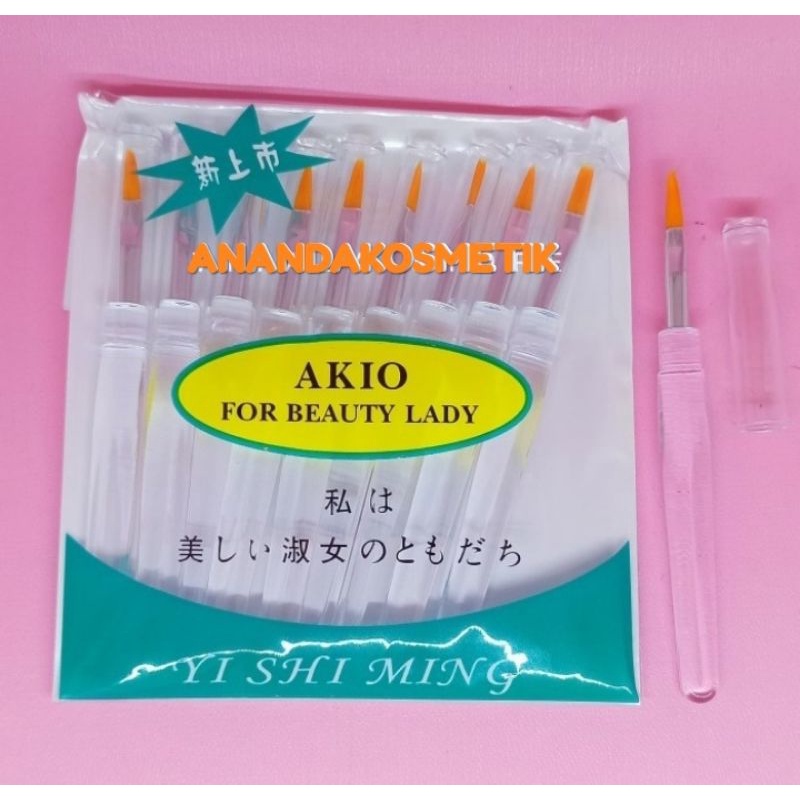 新上市
ANANDAKOSMETIK
AKIO
FOR BEAUTY LADY
私は
美しい淑女のともだち
YI SHI MING